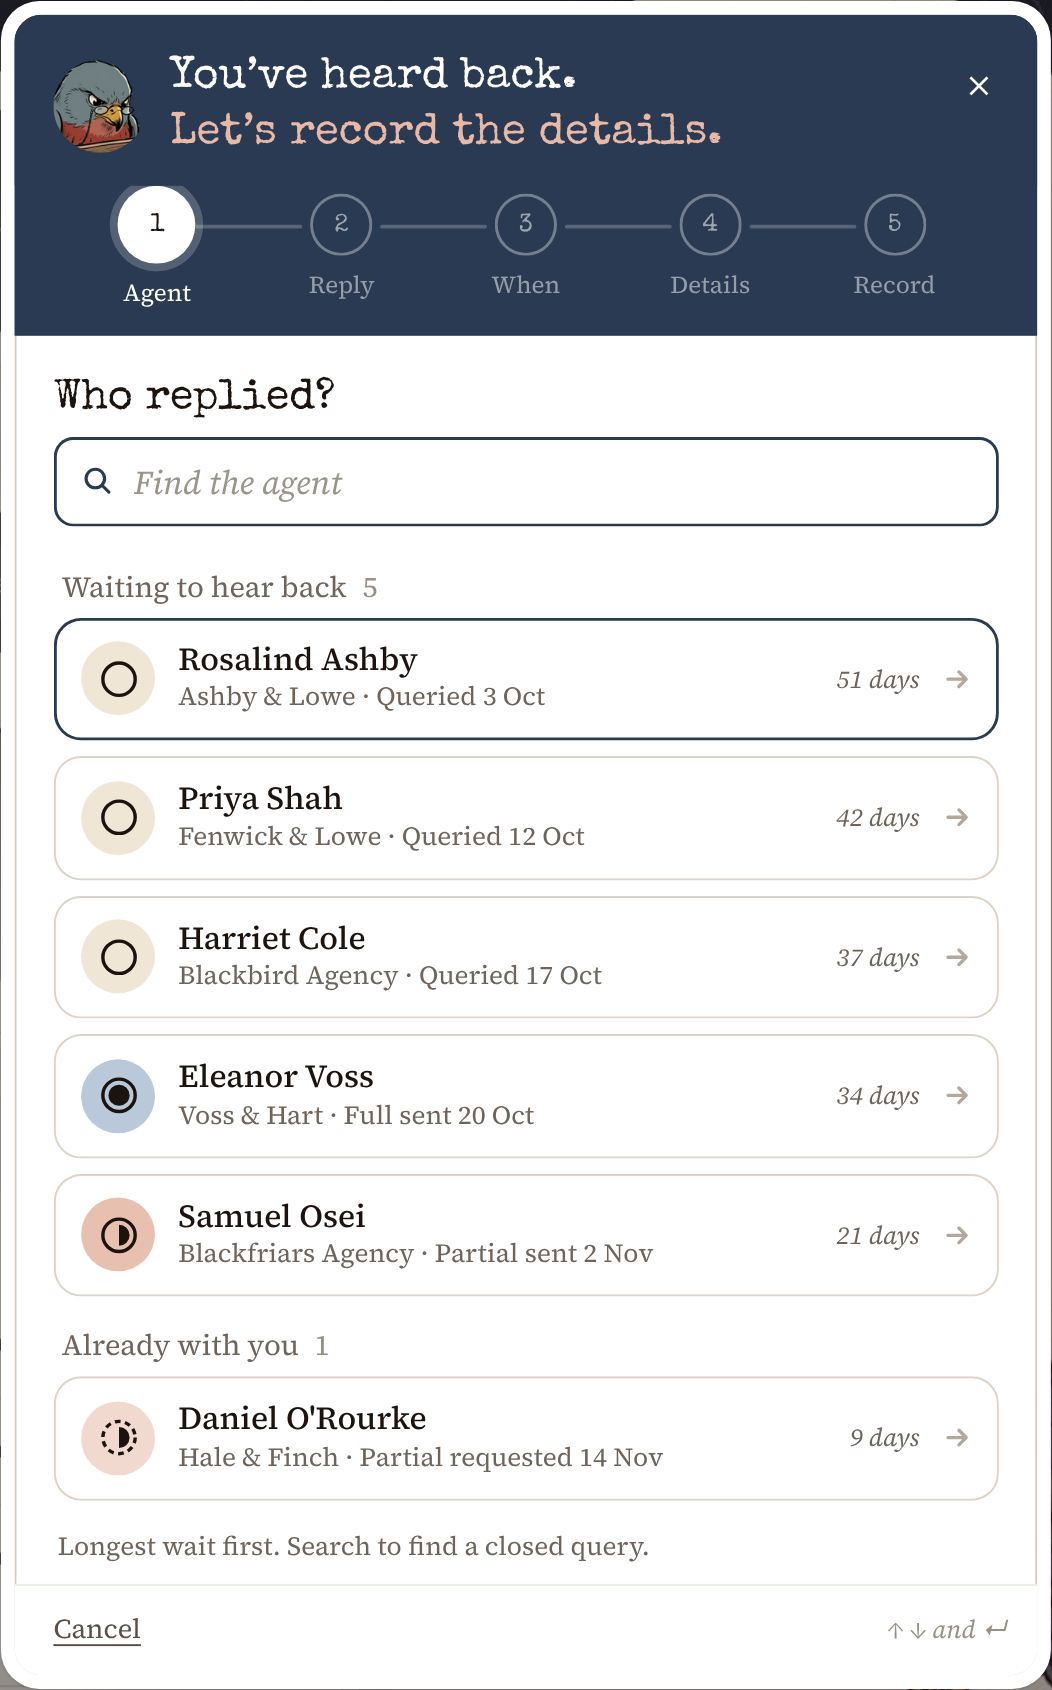 You’ve heard back.
Let’s record the details.
1
2
3
4
5
Agent
Reply
When
Details
Record
Who replied?
Find the agent
Waiting to hear back 5
Rosalind Ashby
Ashby & Lowe · Queried 3 Oct
51 days →
Priya Shah
Fenwick & Lowe · Queried 12 Oct
42 days →
Harriet Cole
Blackbird Agency · Queried 17 Oct
37 days →
Eleanor Voss
Voss & Hart · Full sent 20 Oct
34 days →
Samuel Osei
Blackfriars Agency · Partial sent 2 Nov
21 days →
Already with you 1
Daniel O'Rourke
Hale & Finch · Partial requested 14 Nov
9 days →
Longest wait first. Search to find a closed query.
Cancel
↑ ↓ and ↵